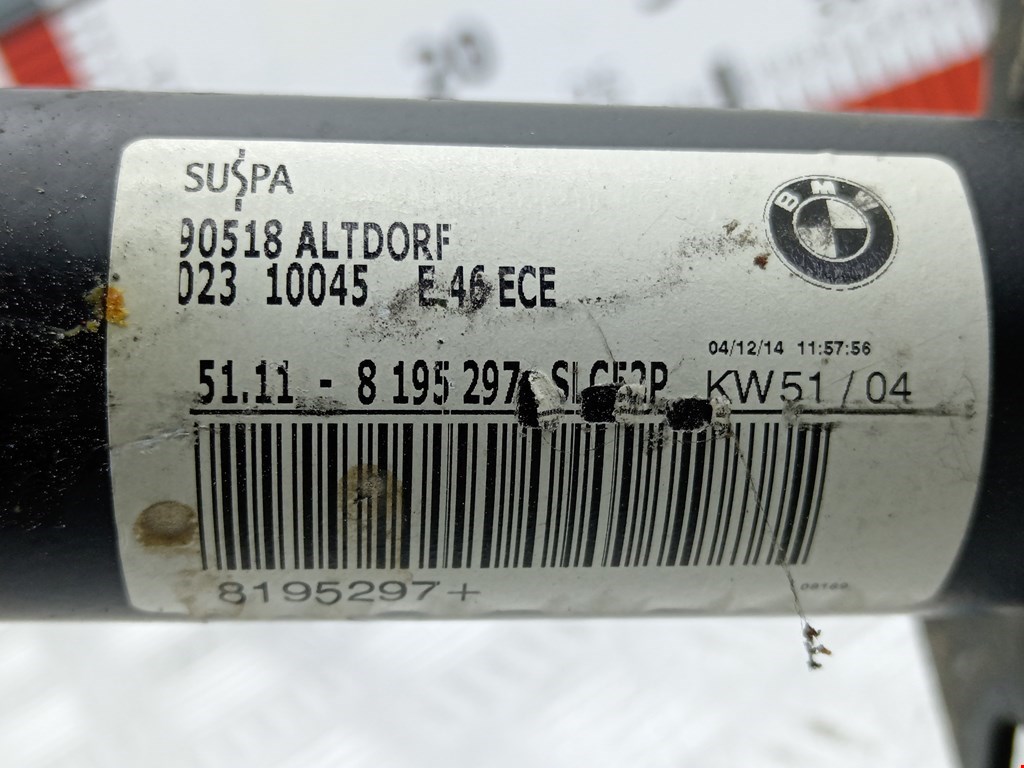 SUSPA
BMW
90518 ALTDORF
023 10045 E 46 ECE
04/12/14 11:57:56
51.11 - 8 195 297 KW51 / 04
8195297+